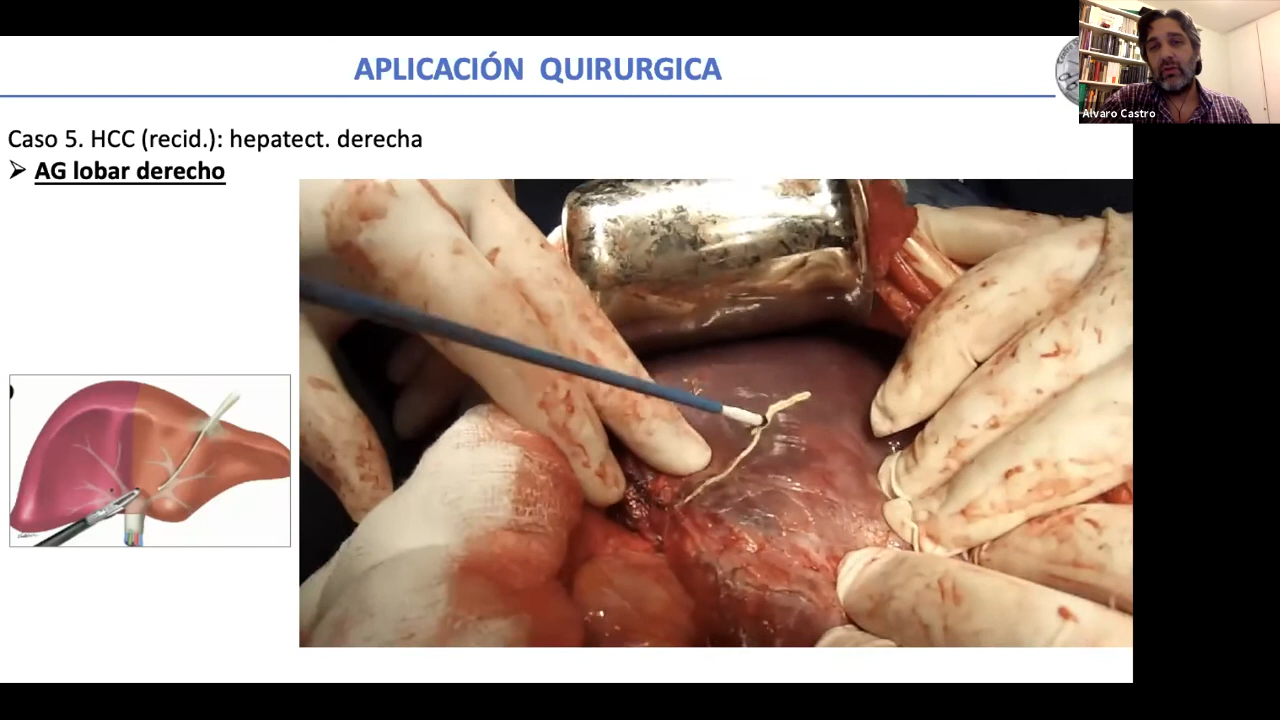 APLICACIÓN QUIRURGICA
Alvaro Castro
Caso 5. HCC (recid.): hepatect. derecha
➢ AG lobar derecho